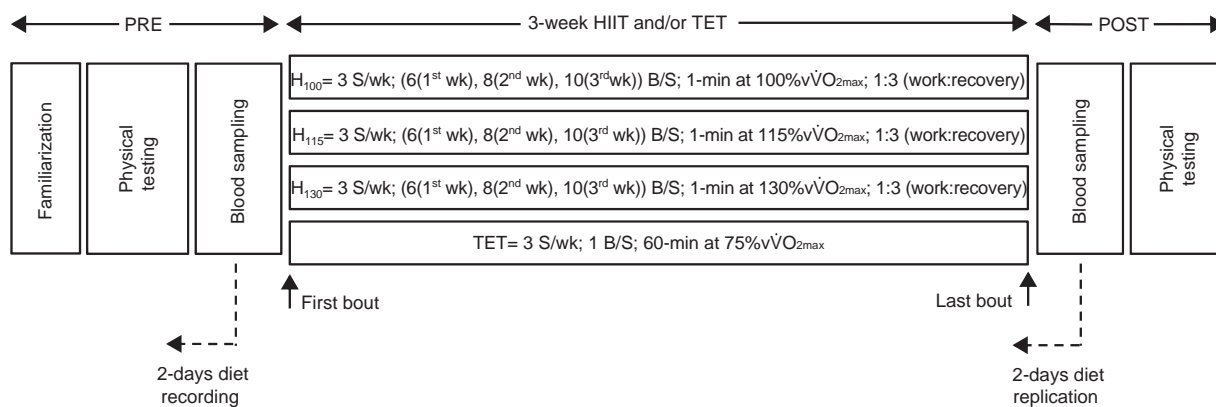 PRE
3-week HIIT and/or TET
POST
Familiarization
Physical
testing
Blood sampling
H₁₀₀= 3 S/wk; (6(1ˢᵗ wk), 8(2ⁿᵈ wk), 10(3ʳᵈwk)) B/S; 1-min at 100%vV̇O₂max; 1:3 (work:recovery)
H₁₁₅= 3 S/wk; (6(1ˢᵗ wk), 8(2ⁿᵈ wk), 10(3ʳᵈ wk)) B/S; 1-min at 115%vV̇O₂max; 1:3 (work:recovery)
H₁₃₀= 3 S/wk; (6(1ˢᵗ wk), 8(2ⁿᵈ wk), 10(3ʳᵈ wk)) B/S; 1-min at 130%vV̇O₂max; 1:3 (work:recovery)
TET= 3 S/wk; 1 B/S; 60-min at 75%vV̇O₂max
Blood sampling
Physical
testing
First bout
Last bout
2-days diet
recording
2-days diet
replication